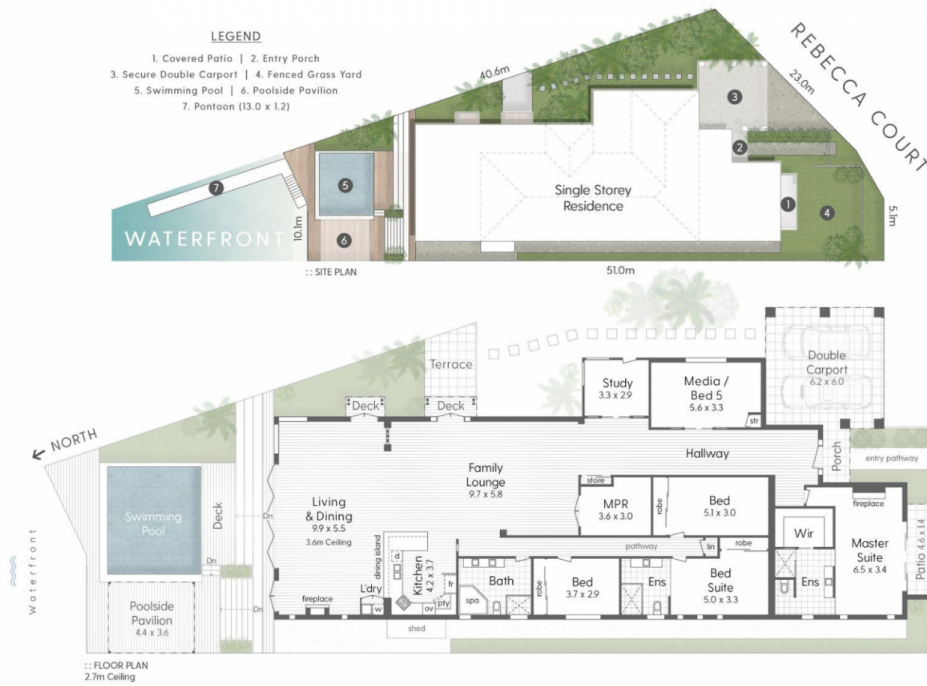 LEGEND
1. Covered Patio | 2. Entry Porch
3. Secure Double Carport | 4. Fenced Grass Yard
5. Swimming Pool | 6. Poolside Pavilion
7. Pontoon (13.0 x 1.2)
40.6m
23.0m
REBECCA COURT
3
2
7
5
Single Storey
Residence
1
4
5.1m
WATERFRONT
10.1m
6
:: SITE PLAN
51.0m
Terrace
Double
Carport
6.2 x 6.0
Study
3.3 x 2.9
Media /
Bed 5
5.6 x 3.3
str
Deck
Deck
NORTH
Hallway
Porch
entry pathway
Family
Lounge
9.7 x 5.8
store
Swimming
Pool
Deck
Dn
Living
& Dining
9.9 x 5.5
3.6m Ceiling
MPR
3.6 x 3.0
robe
Bed
5.1 x 3.0
fireplace
Wir
Master
Suite
6.5 x 3.4
Patio 4.6 x 1.4
waterfront
Dn
dining island
d
Kitchen
4.2 x 3.7
pathway
lin
robe
Poolside
Pavilion
4.4 x 3.6
Dn
fireplace
L'dry
w
ov
pty
fr
spa
Bath
robe
Bed
3.7 x 2.9
Ens
Bed
Suite
5.0 x 3.3
Ens
shed
:: FLOOR PLAN
2.7m Ceiling